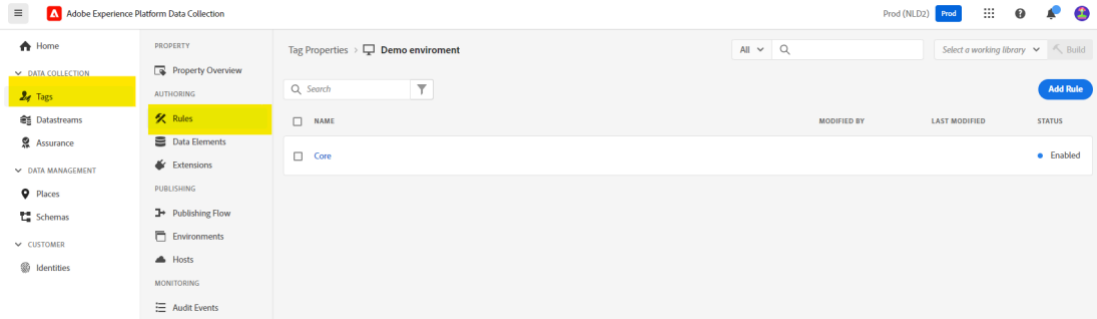 Adobe Experience Platform Data Collection
Prod (NLD2) Prod
Home
DATA COLLECTION
Tags
Datastreams
Assurance
DATA MANAGEMENT
Places
Schemas
CUSTOMER
Identities
PROPERTY
Property Overview
AUTHORING
Rules
Data Elements
Extensions
PUBLISHING
Publishing Flow
Environments
Hosts
MONITORING
Audit Events
Tag Properties > Demo enviroment
All
Select a working library
Build
Search
Add Rule
NAME MODIFIED BY LAST MODIFIED STATUS
Core Enabled